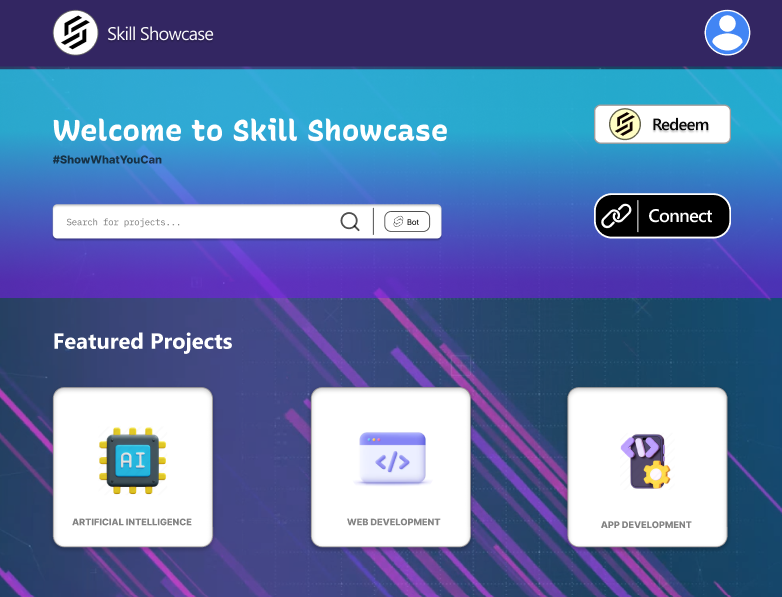 Skill Showcase
Welcome to Skill Showcase
#ShowWhatYouCan
Redeem
Search for projects...
Bot
Connect
Featured Projects
AI
</>
ARTIFICIAL INTELLIGENCE
WEB DEVELOPMENT
APP DEVELOPMENT